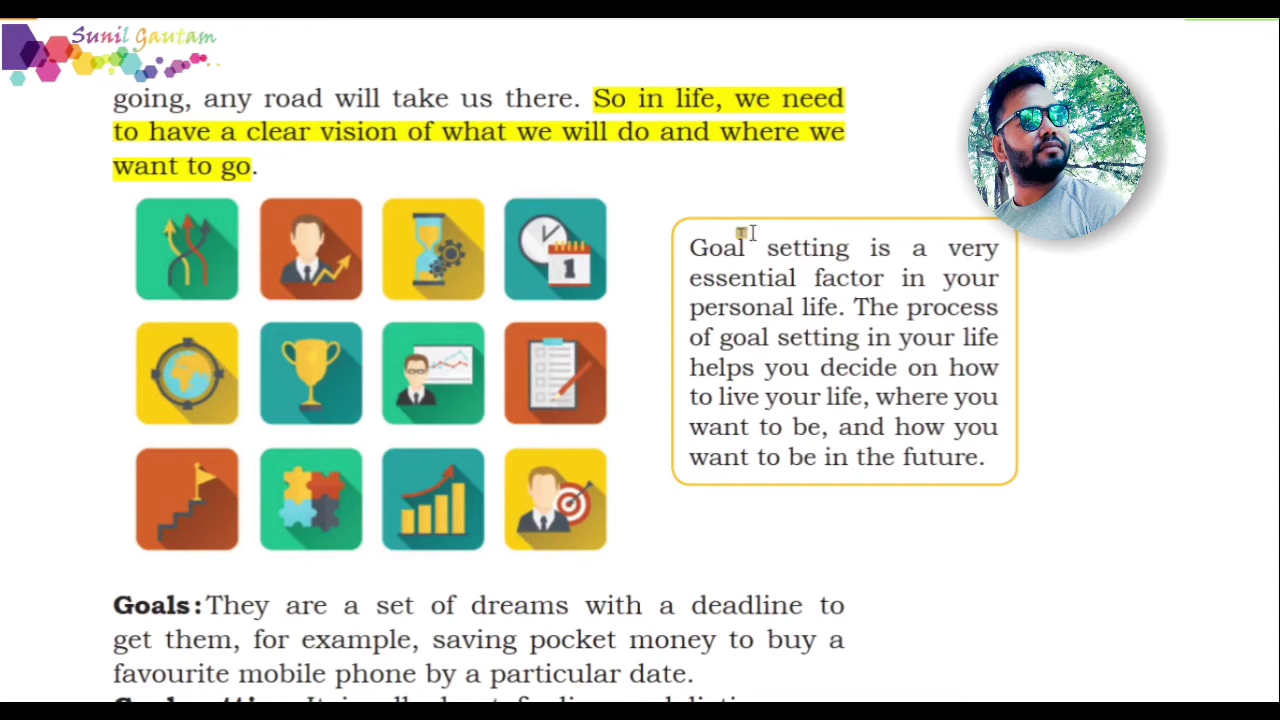 Sunil Gautam
going, any road will take us there. So in life, we need
to have a clear vision of what we will do and where we
want to go.
1
Goal setting is a very
essential factor in your
personal life. The process
of goal setting in your life
helps you decide on how
to live your life, where you
want to be, and how you
want to be in the future.
Goals: They are a set of dreams with a deadline to
get them, for example, saving pocket money to buy a
favourite mobile phone by a particular date.